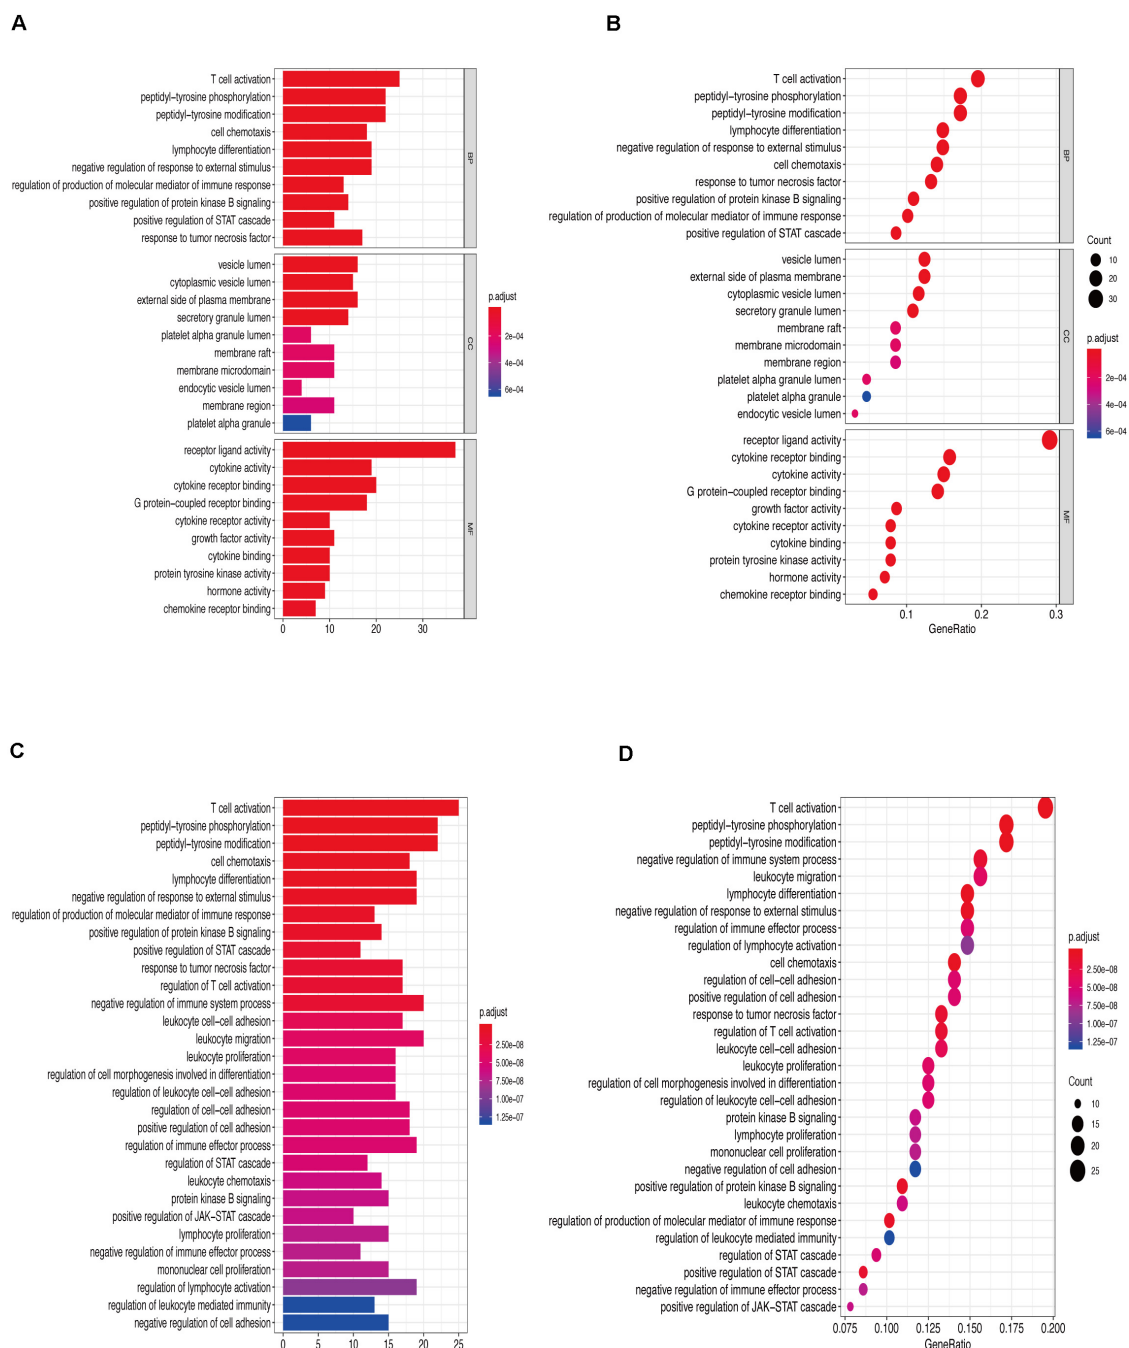 A
T cell activation
peptidyl−tyrosine phosphorylation
peptidyl−tyrosine modification
cell chemotaxis
lymphocyte differentiation
negative regulation of response to external stimulus
regulation of production of molecular mediator of immune response
positive regulation of protein kinase B signaling
positive regulation of STAT cascade
response to tumor necrosis factor
BP
vesicle lumen
cytoplasmic vesicle lumen
external side of plasma membrane
secretory granule lumen
platelet alpha granule lumen
membrane raft
membrane microdomain
endocytic vesicle lumen
membrane region
platelet alpha granule
CC
receptor ligand activity
cytokine activity
cytokine receptor binding
G protein−coupled receptor binding
cytokine receptor activity
growth factor activity
cytokine binding
protein tyrosine kinase activity
hormone activity
chemokine receptor binding
MF
0 10 20 30
p.adjust
2e−04
4e−04
6e−04
B
T cell activation
peptidyl−tyrosine phosphorylation
peptidyl−tyrosine modification
lymphocyte differentiation
negative regulation of response to external stimulus
cell chemotaxis
response to tumor necrosis factor
positive regulation of protein kinase B signaling
regulation of production of molecular mediator of immune response
positive regulation of STAT cascade
BP
vesicle lumen
external side of plasma membrane
cytoplasmic vesicle lumen
secretory granule lumen
membrane raft
membrane microdomain
membrane region
platelet alpha granule lumen
platelet alpha granule
endocytic vesicle lumen
CC
receptor ligand activity
cytokine receptor binding
cytokine activity
G protein−coupled receptor binding
growth factor activity
cytokine receptor activity
cytokine binding
protein tyrosine kinase activity
hormone activity
chemokine receptor binding
MF
0.1 0.2 0.3
GeneRatio
Count
10
20
30
p.adjust
2e−04
4e−04
6e−04
C
T cell activation
peptidyl−tyrosine phosphorylation
peptidyl−tyrosine modification
cell chemotaxis
lymphocyte differentiation
negative regulation of response to external stimulus
regulation of production of molecular mediator of immune response
positive regulation of protein kinase B signaling
positive regulation of STAT cascade
response to tumor necrosis factor
regulation of T cell activation
negative regulation of immune system process
leukocyte cell−cell adhesion
leukocyte migration
leukocyte proliferation
regulation of cell morphogenesis involved in differentiation
regulation of leukocyte cell−cell adhesion
regulation of cell−cell adhesion
positive regulation of cell adhesion
regulation of immune effector process
regulation of STAT cascade
leukocyte chemotaxis
protein kinase B signaling
positive regulation of JAK−STAT cascade
lymphocyte proliferation
negative regulation of immune effector process
mononuclear cell proliferation
regulation of lymphocyte activation
regulation of leukocyte mediated immunity
negative regulation of cell adhesion
0 5 10 15 20 25
p.adjust
2.50e−08
5.00e−08
7.50e−08
1.00e−07
1.25e−07
D
T cell activation
peptidyl−tyrosine phosphorylation
peptidyl−tyrosine modification
negative regulation of immune system process
leukocyte migration
lymphocyte differentiation
negative regulation of response to external stimulus
regulation of immune effector process
regulation of lymphocyte activation
cell chemotaxis
regulation of cell−cell adhesion
positive regulation of cell adhesion
response to tumor necrosis factor
regulation of T cell activation
leukocyte cell−cell adhesion
leukocyte proliferation
regulation of cell morphogenesis involved in differentiation
regulation of leukocyte cell−cell adhesion
protein kinase B signaling
lymphocyte proliferation
mononuclear cell proliferation
negative regulation of cell adhesion
positive regulation of protein kinase B signaling
leukocyte chemotaxis
regulation of production of molecular mediator of immune response
regulation of leukocyte mediated immunity
regulation of STAT cascade
positive regulation of STAT cascade
negative regulation of immune effector process
positive regulation of JAK−STAT cascade
0.075 0.100 0.125 0.150 0.175 0.200
GeneRatio
p.adjust
2.50e−08
5.00e−08
7.50e−08
1.00e−07
1.25e−07
Count
10
15
20
25